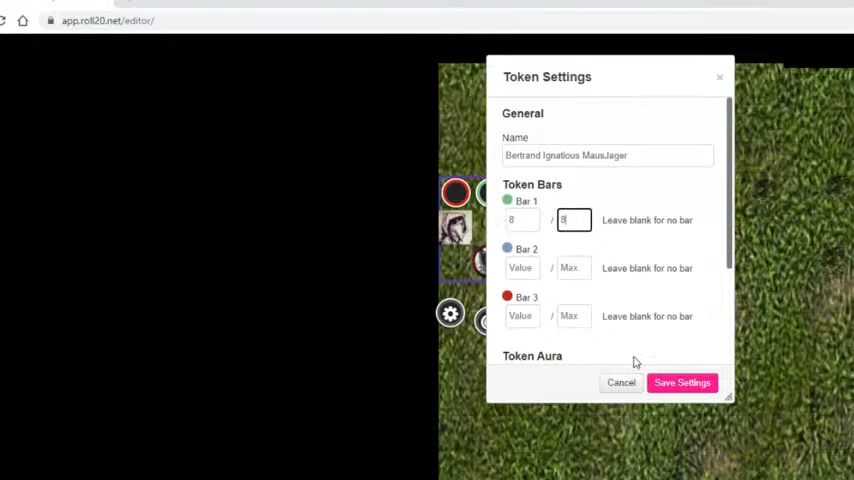 app.roll20.net/editor/
Token Settings ×
General
Name
Bertrand Ignatious MausJager
Token Bars
Bar 1
8 / 8 Leave blank for no bar
Bar 2
Value / Max Leave blank for no bar
Bar 3
Value / Max Leave blank for no bar
Token Aura
Cancel Save Settings